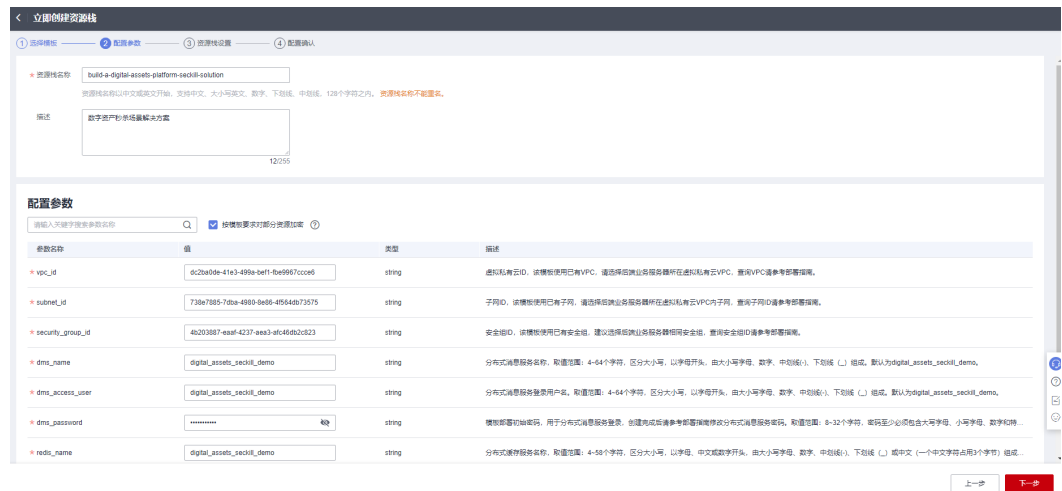 立即创建资源栈
1 选择模板 2 配置参数 3 资源栈设置 4 配置确认
* 资源栈名称 build-a-digital-assets-platform-seckill-solution
资源栈名称以中文或英文开始，支持中文、大小写英文、数字、下划线、中划线，128个字符之内。 资源栈名称不能重名。
描述 数字资产秒杀场景解决方案
12/255
配置参数
请输入关键字搜索参数名称 按模板要求对部分资源加密
参数名称 值 类型 描述
* vpc_id dc2ba0de-41e3-499a-bef1-fbe9967ccce6 string 虚拟私有云ID，该模板使用已有VPC，请选择后端业务服务器所在虚拟私有云VPC，查询VPC请参考部署指南。
* subnet_id 738e7885-7dba-4980-8e86-4f564db73575 string 子网ID，该模板使用已有子网，请选择后端业务服务器所在虚拟私有云VPC内子网，查询子网ID请参考部署指南。
* security_group_id 4b203887-eaaf-4237-aea3-afc46db2c823 string 安全组ID，该模板使用已有安全组，建议选择后端业务服务器相同安全组，查询安全组ID请参考部署指南。
* dms_name digital_assets_seckill_demo string 分布式消息服务名称，取值范围：4~64个字符，区分大小写，以字母开头，由大小写字母、数字、中划线(-)、下划线（_）组成。默认为digital_assets_seckill_demo。
* dms_access_user digital_assets_seckill_demo string 分布式消息服务登录用户名。取值范围：4~64个字符，区分大小写，以字母开头，由大小写字母、数字、中划线(-)、下划线（_）组成。默认为digital_assets_seckill_demo。
* dms_password ••••••••••• string 模板部署初始密码，用于分布式消息服务登录，创建完成后请参考部署指南修改分布式消息服务密码。取值范围：8~32个字符，密码至少必须包含大写字母、小写字母、数字和特...
* redis_name digital_assets_seckill_demo string 分布式缓存服务名称，取值范围：4~58个字符，区分大小写，以字母、中文或数字开头，由大小写字母、数字、中划线(-)、下划线（_）或中文（一个中文字符占用3个字节）组成...
上一步 下一步